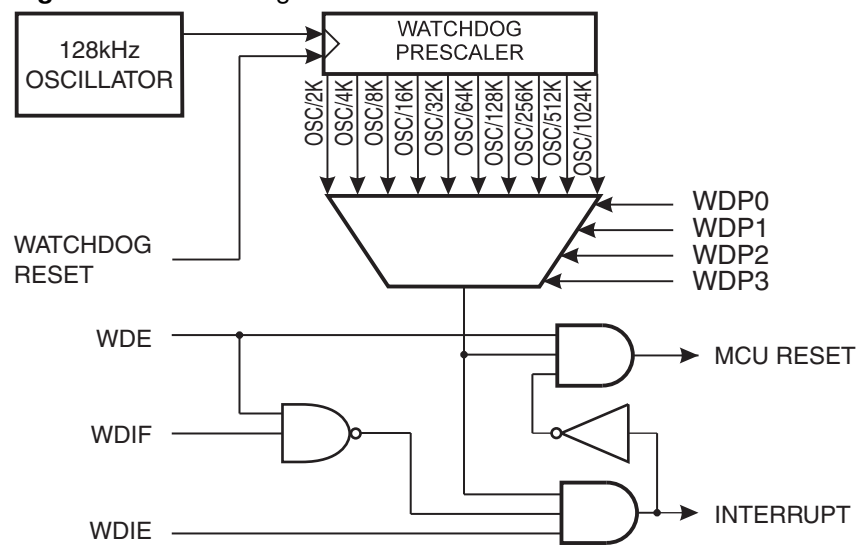 128kHz
OSCILLATOR
WATCHDOG
PRESCALER
OSC/2K
OSC/4K
OSC/8K
OSC/16K
OSC/32K
OSC/64K
OSC/128K
OSC/256K
OSC/512K
OSC/1024K
WDP0
WDP1
WDP2
WDP3
WATCHDOG
RESET
WDE
MCU RESET
WDIF
INTERRUPT
WDIE